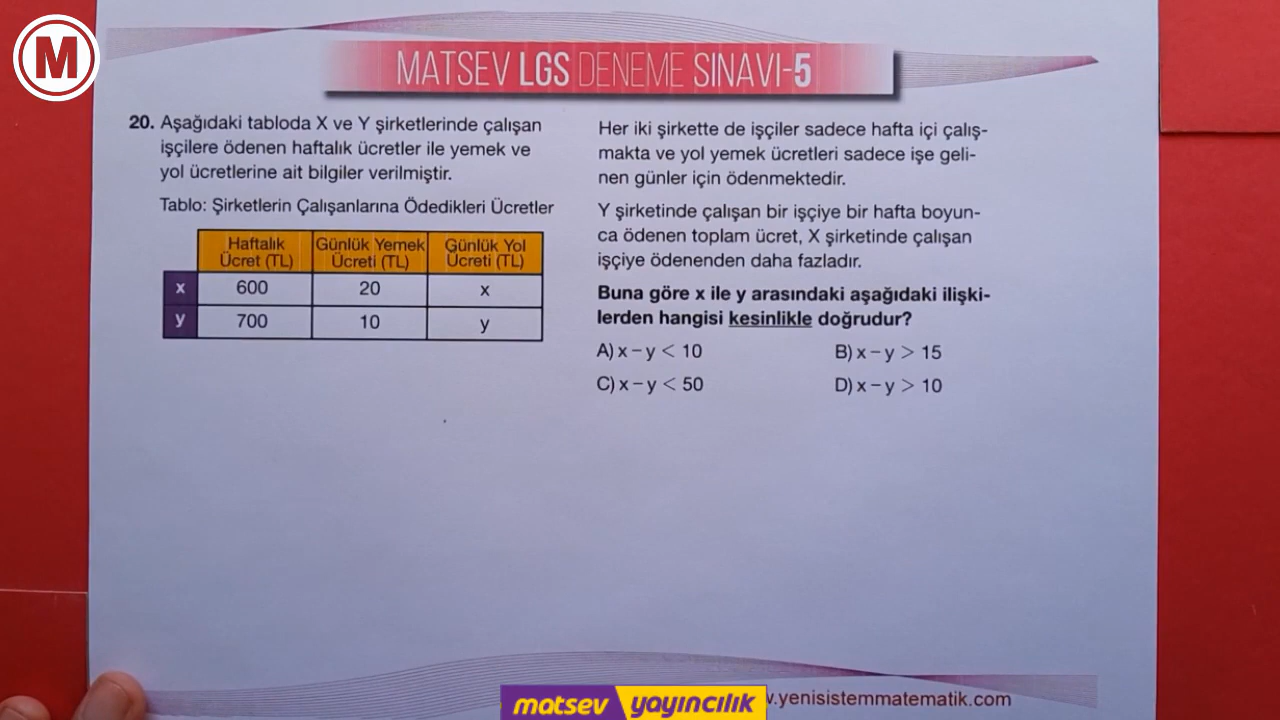 M
MATSEV LGS DENEME SINAVI-5
20. Aşağıdaki tabloda X ve Y şirketlerinde çalışan
işçilere ödenen haftalık ücretler ile yemek ve
yol ücretlerine ait bilgiler verilmiştir.
Tablo: Şirketlerin Çalışanlarına Ödedikleri Ücretler
Haftalık Ücret (TL) Günlük Yemek Ücreti (TL) Günlük Yol Ücreti (TL)
x 600 20 x
y 700 10 y
Her iki şirkette de işçiler sadece hafta içi çalış-
makta ve yol yemek ücretleri sadece işe geli-
nen günler için ödenmektedir.
Y şirketinde çalışan bir işçiye bir hafta boyun-
ca ödenen toplam ücret, X şirketinde çalışan
işçiye ödenenden daha fazladır.
Buna göre x ile y arasındaki aşağıdaki ilişki-
lerden hangisi kesinlikle doğrudur?
A) x – y < 10 B) x – y > 15
C) x – y < 50 D) x – y > 10
matsev yayıncılık
.yenisistemmatematik.com